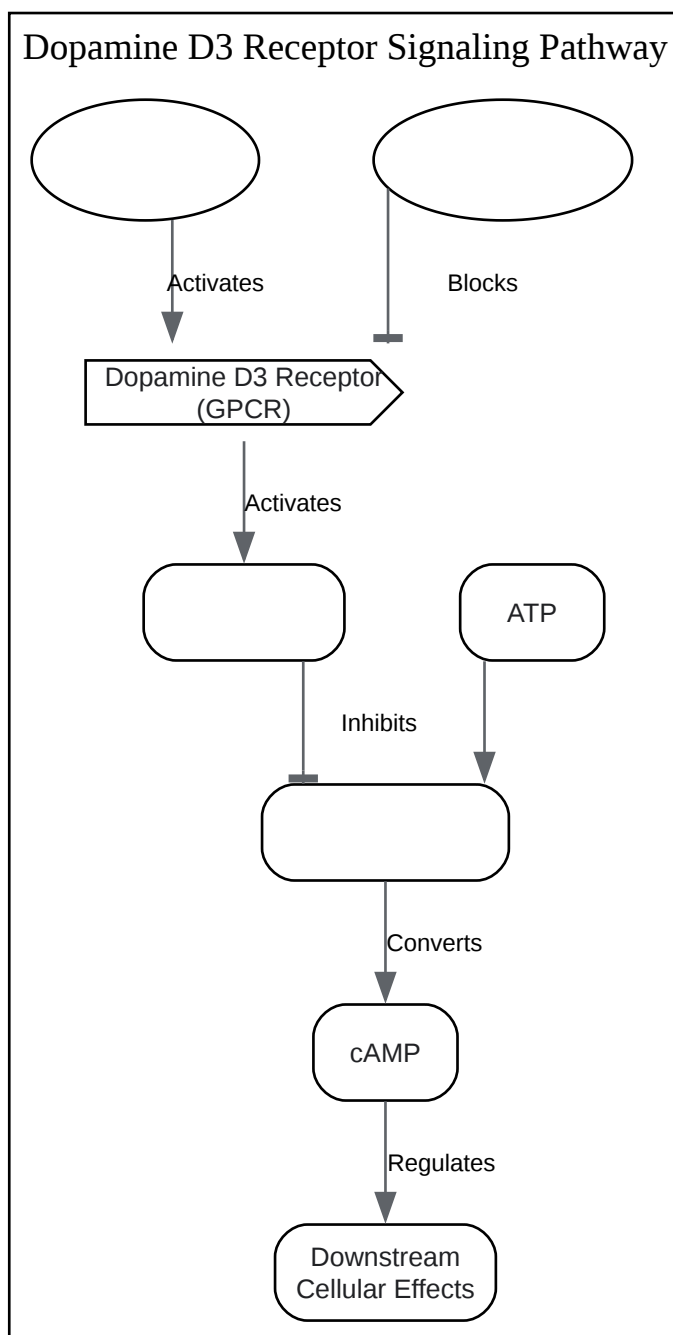 Dopamine D3 Receptor Signaling Pathway
Activates
Blocks
Dopamine D3 Receptor
(GPCR)
Activates
ATP
Inhibits
Converts
cAMP
Regulates
Downstream
Cellular Effects